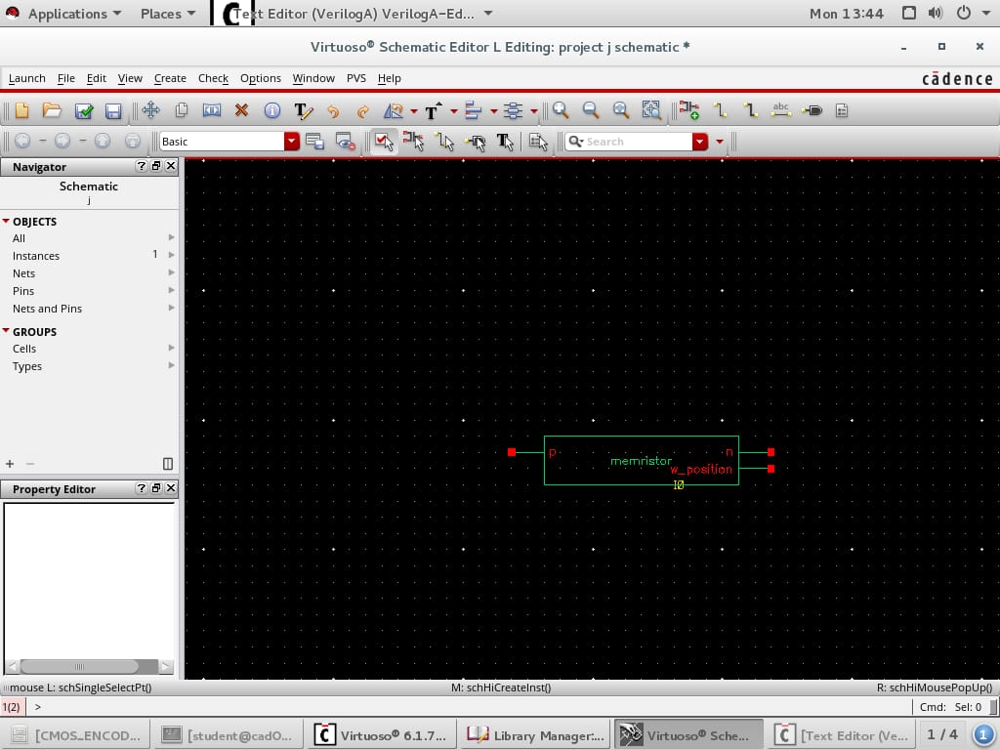 Applications Places Text Editor (VerilogA) VerilogA-Ed... Mon 13:44
Virtuoso® Schematic Editor L Editing: project j schematic *
Launch File Edit View Create Check Options Window PVS Help cādence
abc
Basic Search
Navigator
Schematic
j
OBJECTS
All
Instances 1
Nets
Pins
Nets and Pins
GROUPS
Cells
Types
Property Editor
p n
memristor
w_position
I0
mouse L: schSingleSelectPt() M: schHiCreateInst() R: schHiMousePopUp()
1(2) > Cmd: Sel: 0
[CMOS_ENCOD... [student@cadO... Virtuoso® 6.1.7... Library Manager:... Virtuoso® Sche... [Text Editor (Ve... 1 / 4 1